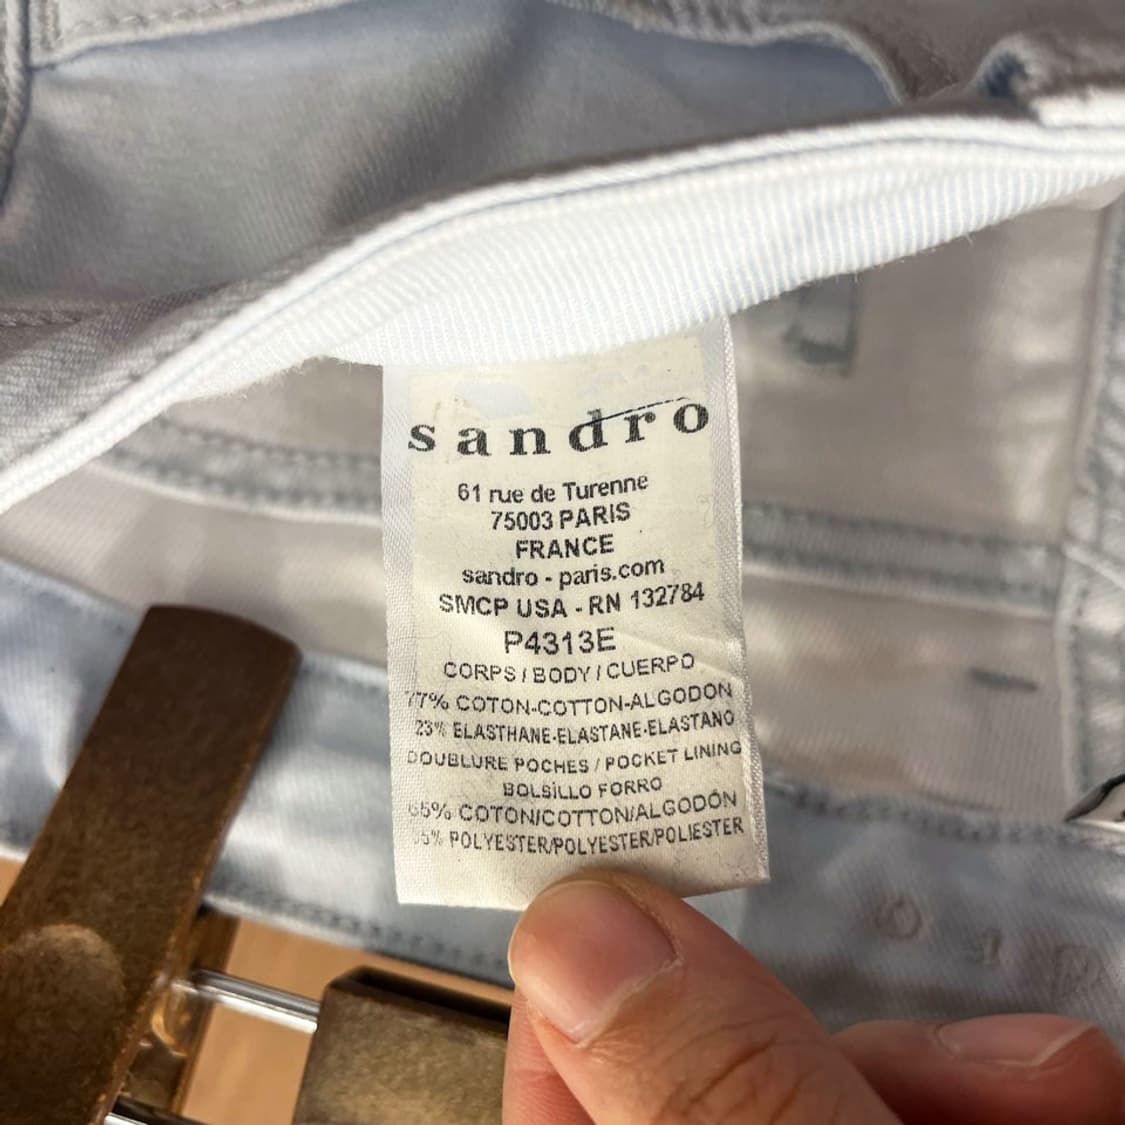 sandro
61 rue de Turenne
75003 PARIS
FRANCE
sandro - paris.com
SMCP USA - RN 132784
P4313E
CORPS / BODY / CUERPO
77% COTON-COTTON-ALGODON
23% ELASTHANE-ELASTANE-ELASTANO
DOUBLURE POCHES / POCKET LINING
BOLSILLO FORRO
65% COTON/COTTON/ALGODÓN
35% POLYESTER/POLYESTER/POLIESTER